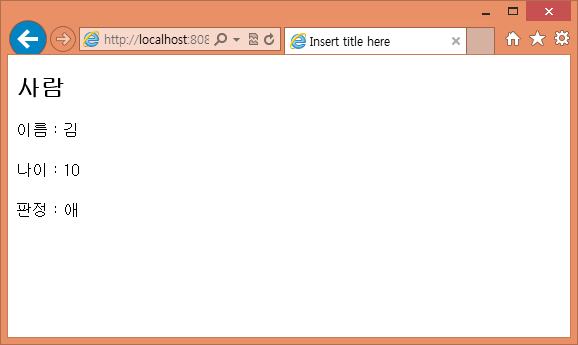 http://localhost:808
Insert title here
사람
이름 : 김
나이 : 10
판정 : 애